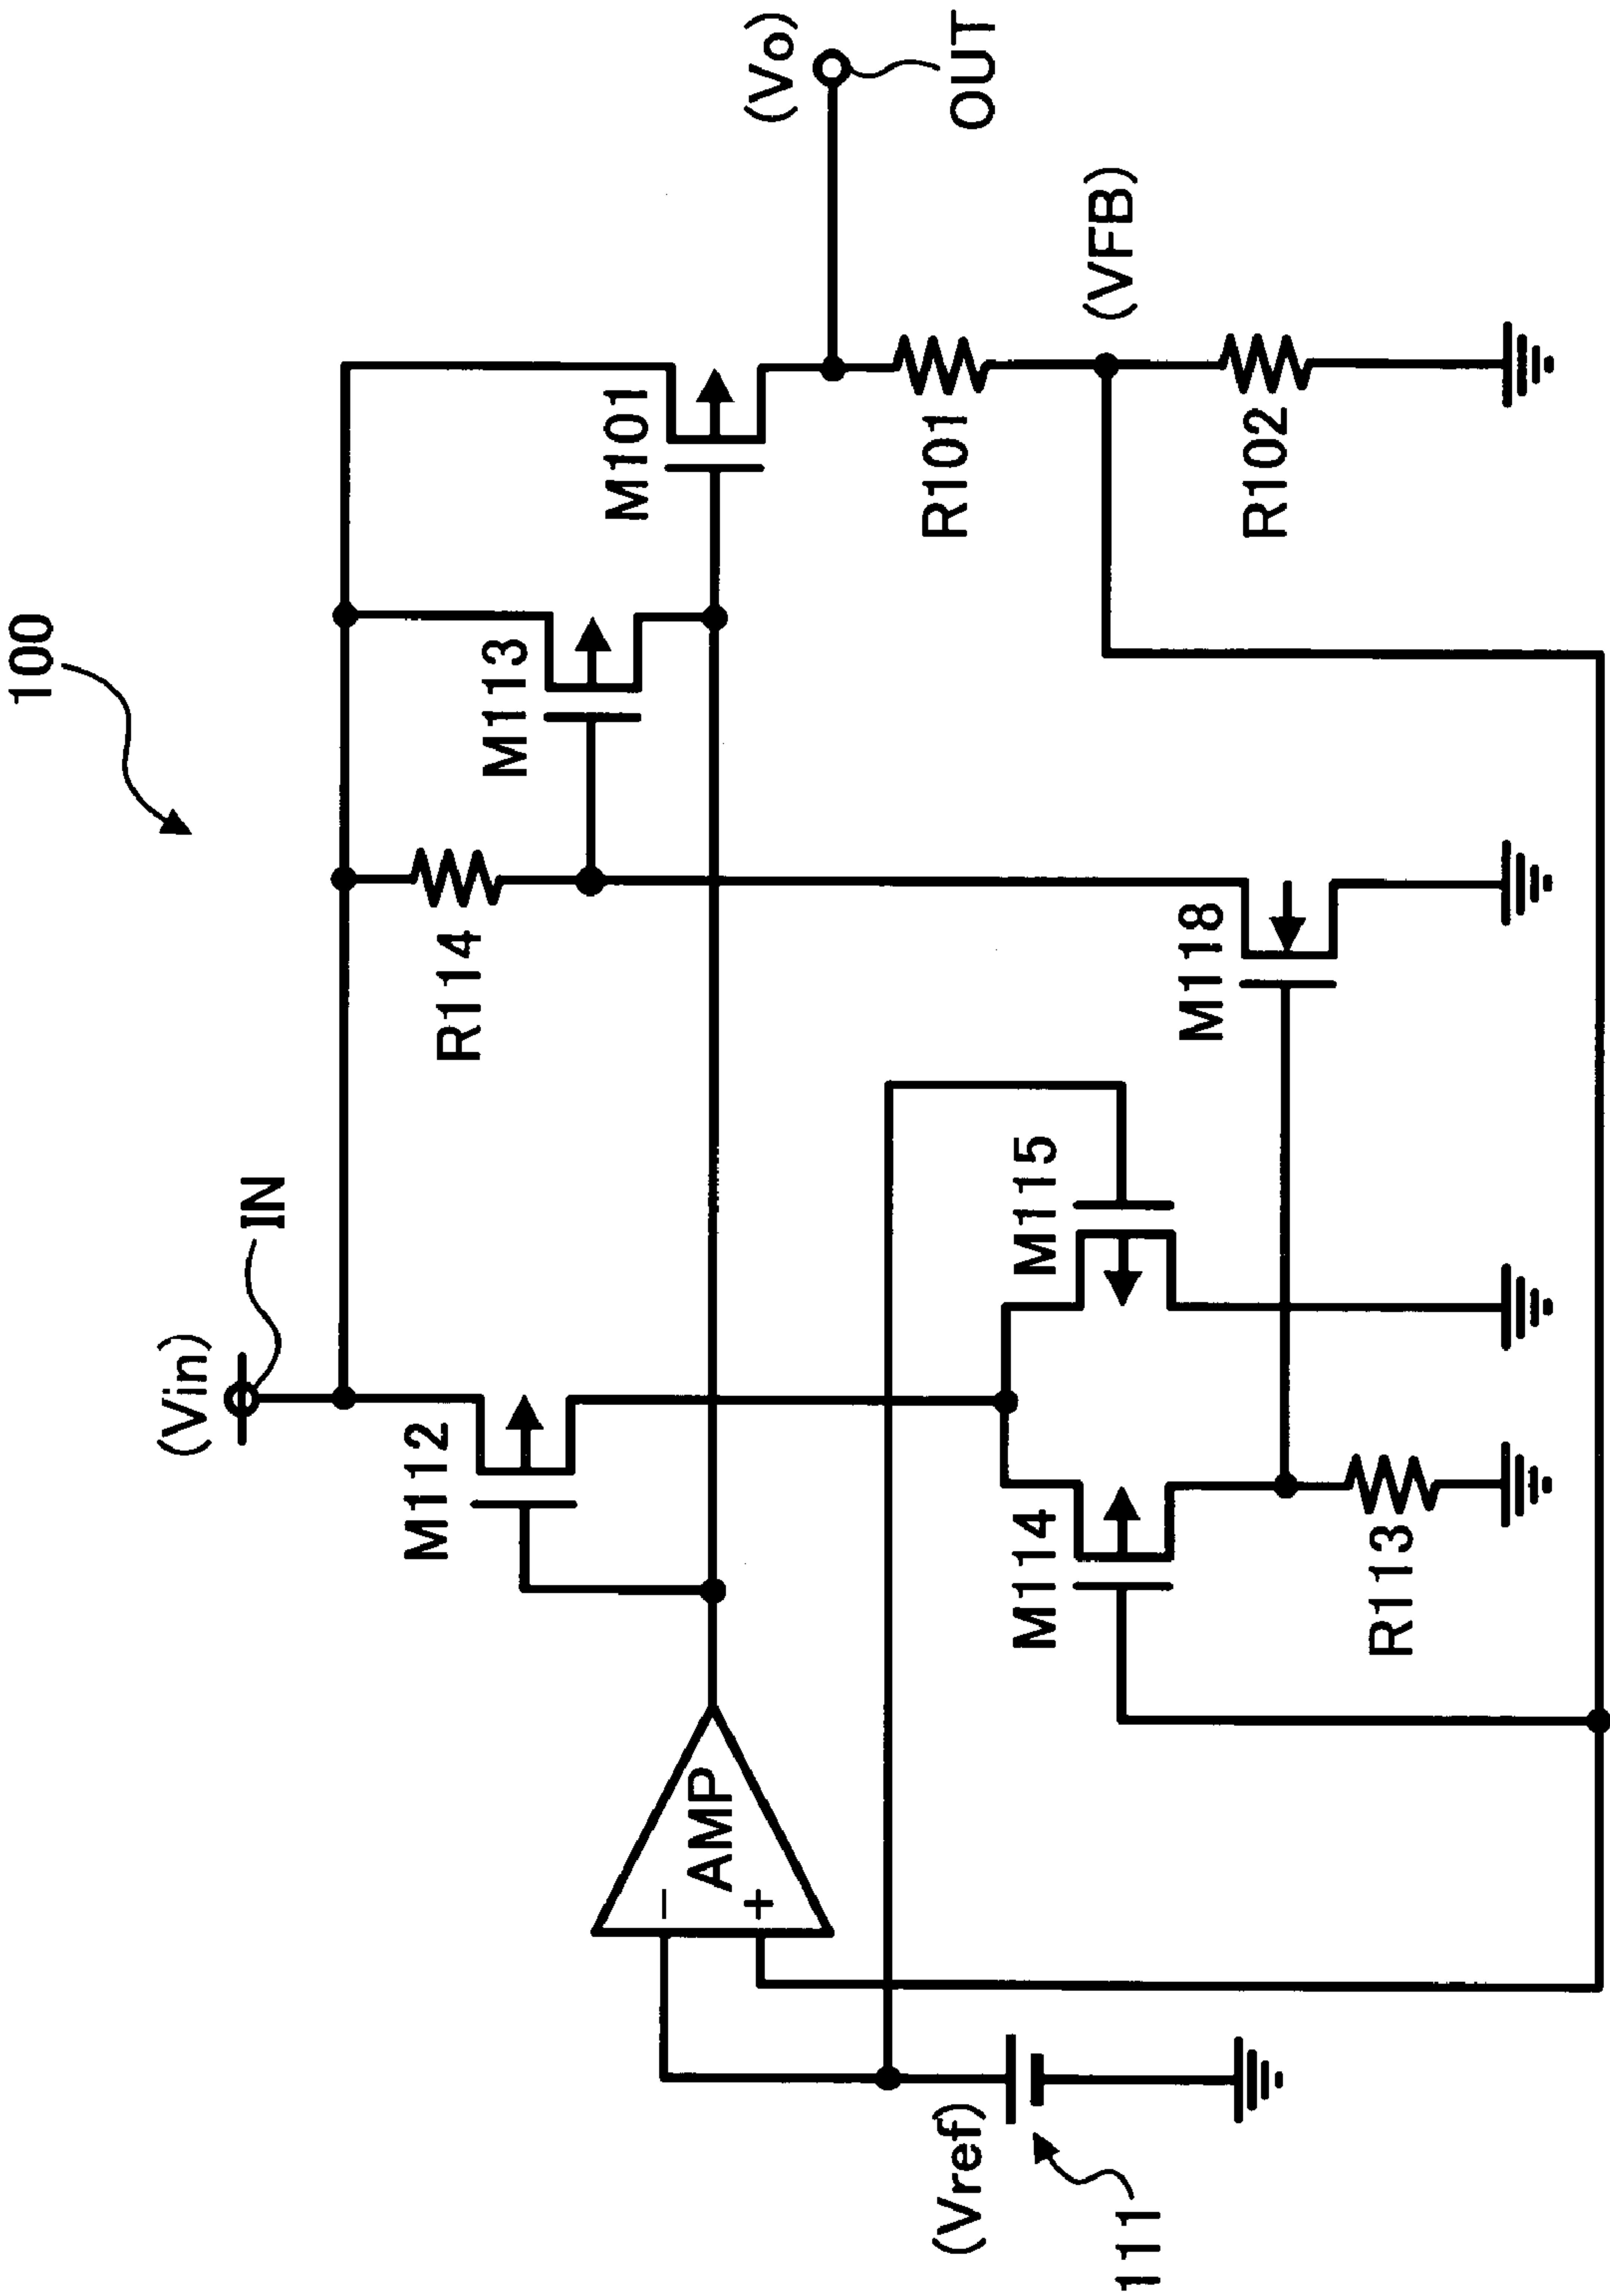 100
(Vin)
IN
M112
R114
M113
M101
(Vo)
OUT
AMP
−
+
(Vref)
111
M114
M115
R113
M118
R101
(VFB)
R102